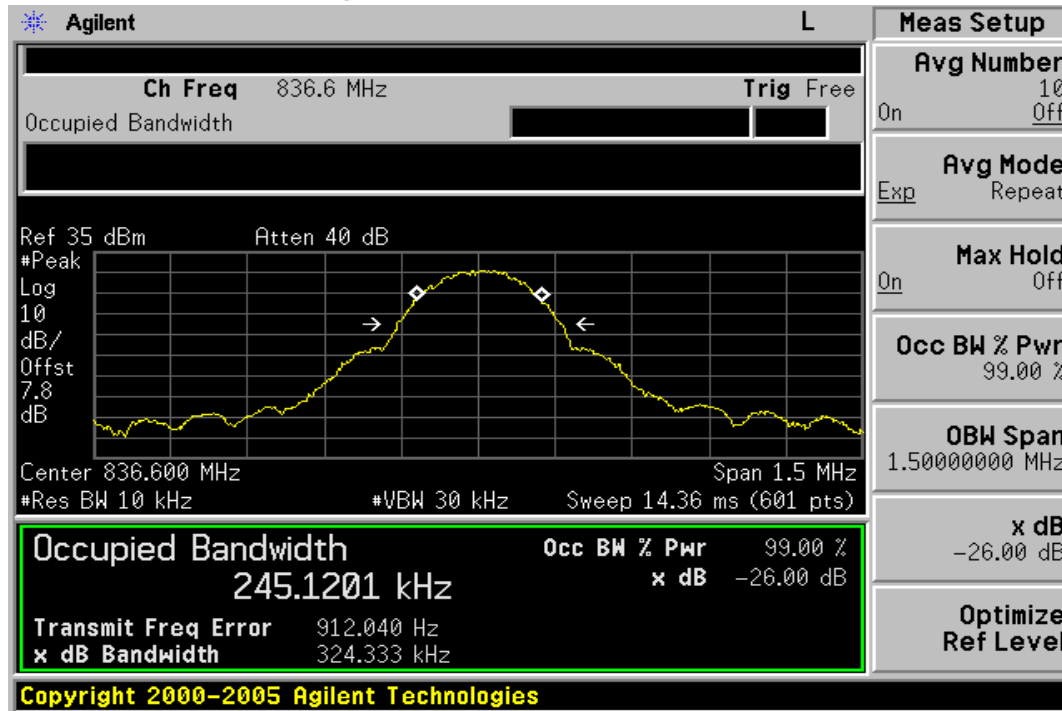 Agilent L
Ch Freq 836.6 MHz Trig Free
Occupied Bandwidth
Ref 35 dBm Atten 40 dB
#Peak
Log
10
dB/
Offst
7.8
dB
Center 836.600 MHz Span 1.5 MHz
#Res BW 10 kHz #VBW 30 kHz Sweep 14.36 ms (601 pts)
Occupied Bandwidth Occ BW % Pwr 99.00 %
245.1201 kHz x dB -26.00 dB
Transmit Freq Error 912.040 Hz
x dB Bandwidth 324.333 kHz
Copyright 2000-2005 Agilent Technologies
Meas Setup
Avg Number
10
On Off
Avg Mode
Exp Repeat
Max Hold
On Off
Occ BW % Pwr
99.00 %
OBW Span
1.50000000 MHz
x dB
-26.00 dB
Optimize
Ref Level